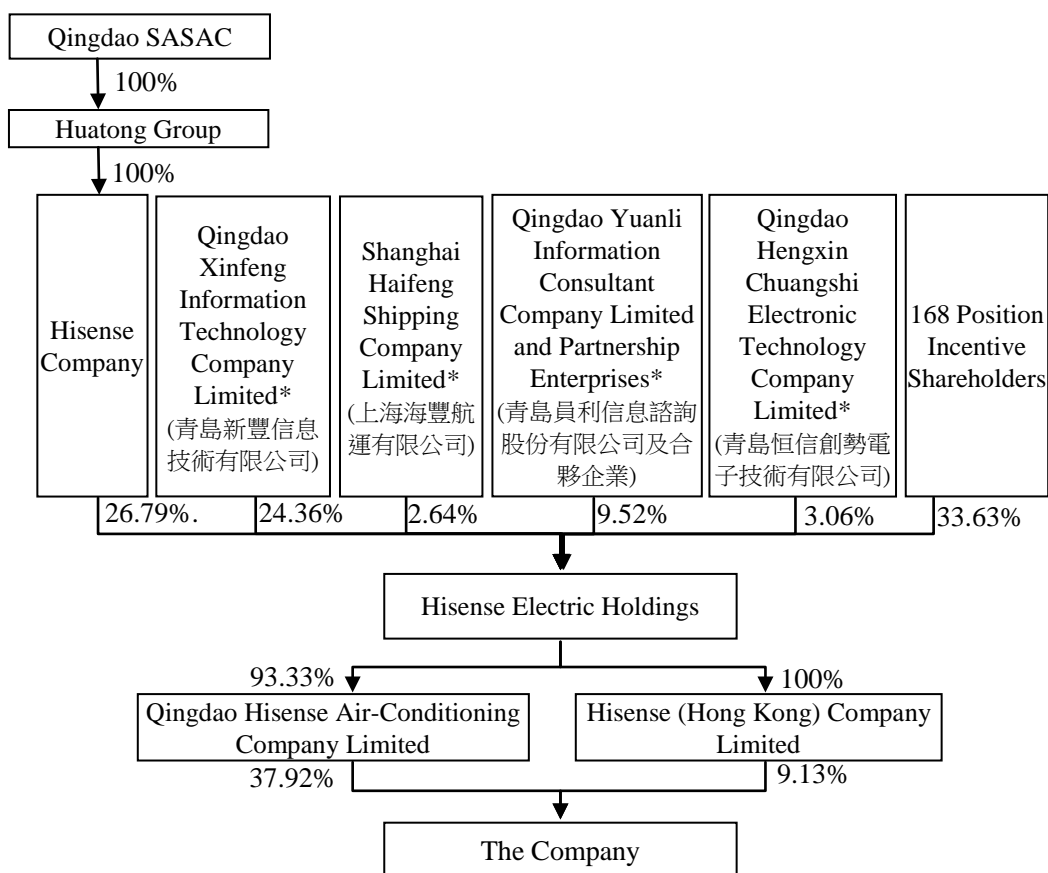 Qingdao SASAC
100%
Huatong Group
100%
Hisense
Company
Qingdao
Xinfeng
Information
Technology
Company
Limited*
(青島新豐信息
技術有限公司)
Shanghai
Haifeng
Shipping
Company
Limited*
(上海海豐航
運有限公司)
Qingdao Yuanli
Information
Consultant
Company Limited
and Partnership
Enterprises*
(青島員利信息諮詢
股份有限公司及合
夥企業)
Qingdao
Hengxin
Chuangshi
Electronic
Technology
Company
Limited*
(青島恒信創勢電
子技術有限公司)
168 Position
Incentive
Shareholders
26.79%.
24.36%
2.64%
9.52%
3.06%
33.63%
Hisense Electric Holdings
93.33%
100%
Qingdao Hisense Air-Conditioning
Company Limited
Hisense (Hong Kong) Company
Limited
37.92%
9.13%
The Company